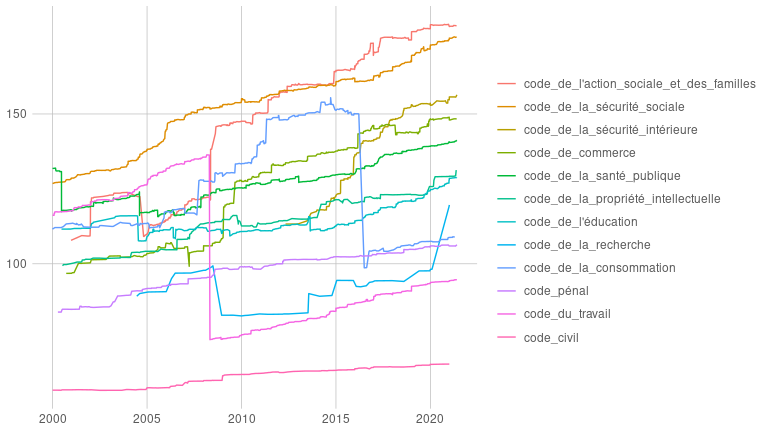 150
100
2000 2005 2010 2015 2020
code_de_l'action_sociale_et_des_familles
code_de_la_sécurité_sociale
code_de_la_sécurité_intérieure
code_de_commerce
code_de_la_santé_publique
code_de_la_propriété_intellectuelle
code_de_l'éducation
code_de_la_recherche
code_de_la_consommation
code_pénal
code_du_travail
code_civil